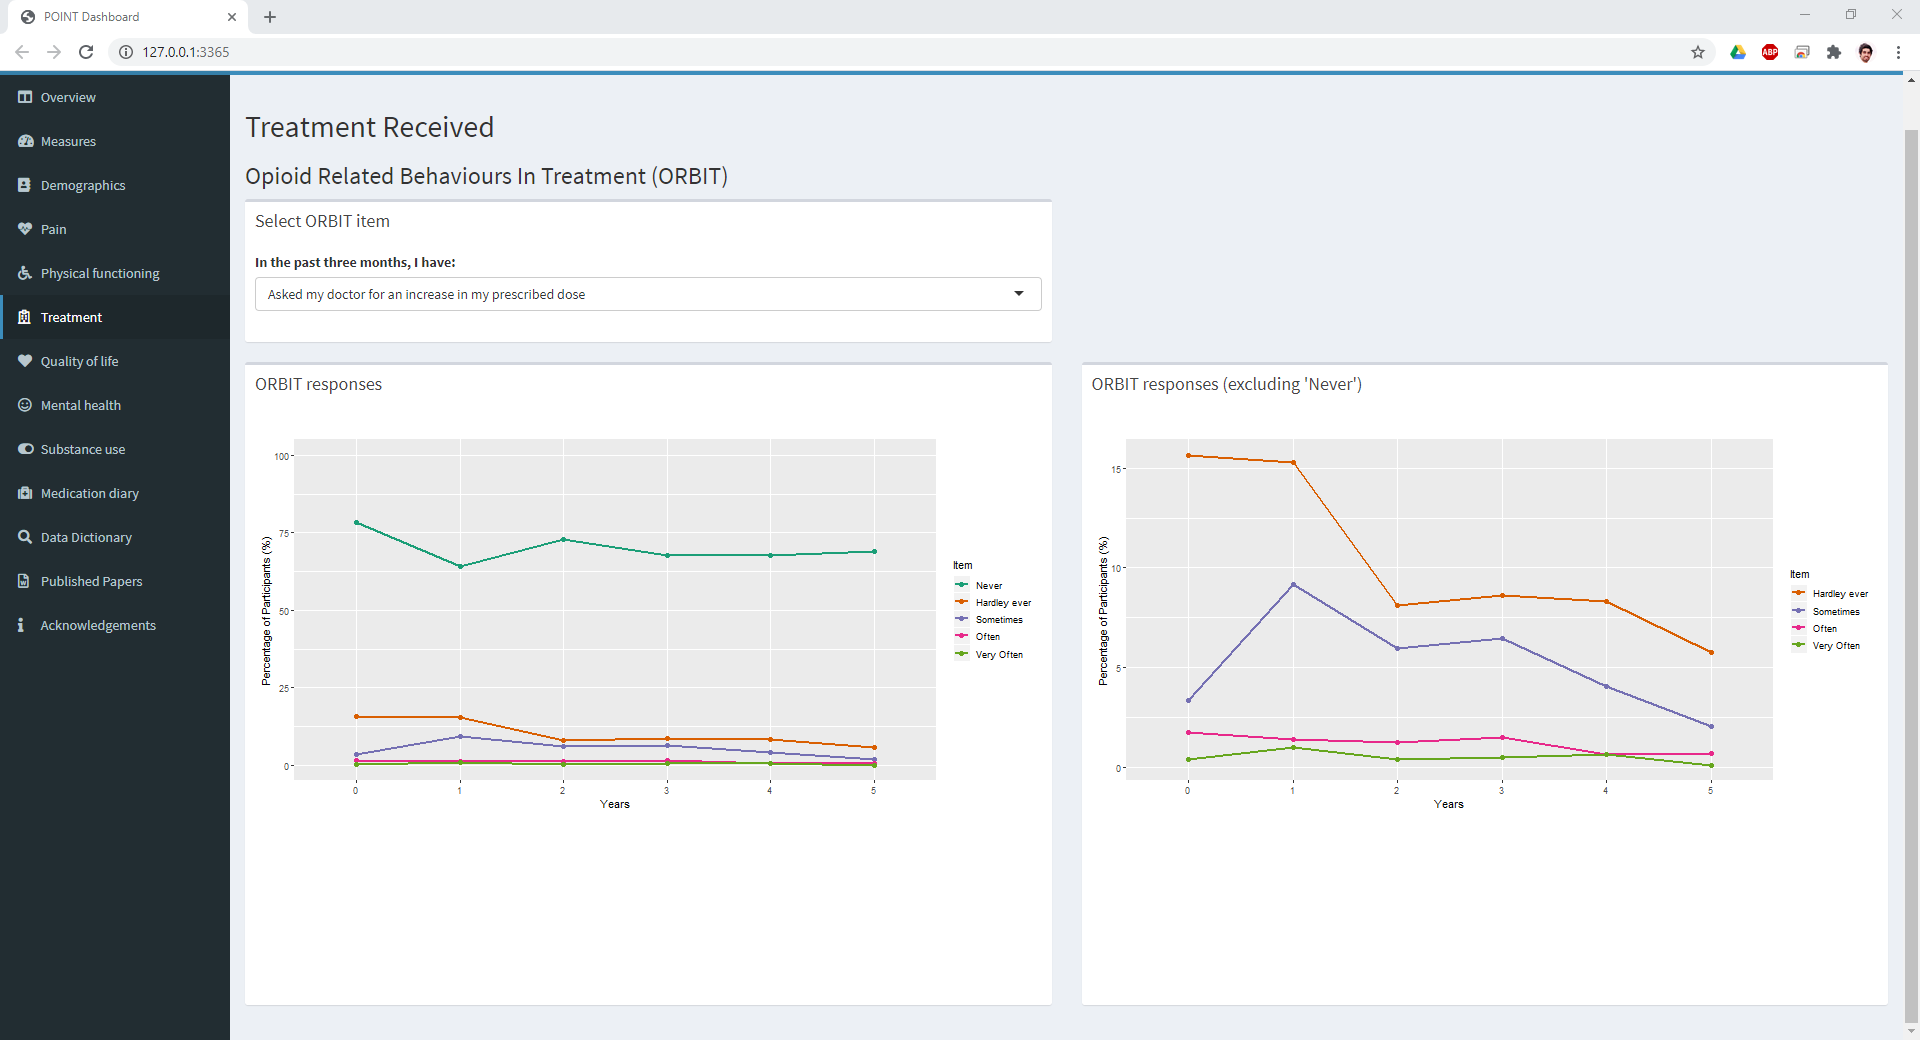 POINT Dashboard
127.0.0.1:3365
ABP
Overview
Measures
Demographics
Pain
Physical functioning
Treatment
Quality of life
Mental health
Substance use
Medication diary
Data Dictionary
Published Papers
Acknowledgements
Treatment Received
Opioid Related Behaviours In Treatment (ORBIT)
Select ORBIT item
In the past three months, I have:
Asked my doctor for an increase in my prescribed dose
ORBIT responses
100
75
50
25
0
Percentage of Participants (%)
0 1 2 3 4 5
Years
Item
Never
Hardley ever
Sometimes
Often
Very Often
ORBIT responses (excluding 'Never')
15
10
5
0
Percentage of Participants (%)
0 1 2 3 4 5
Years
Item
Hardley ever
Sometimes
Often
Very Often